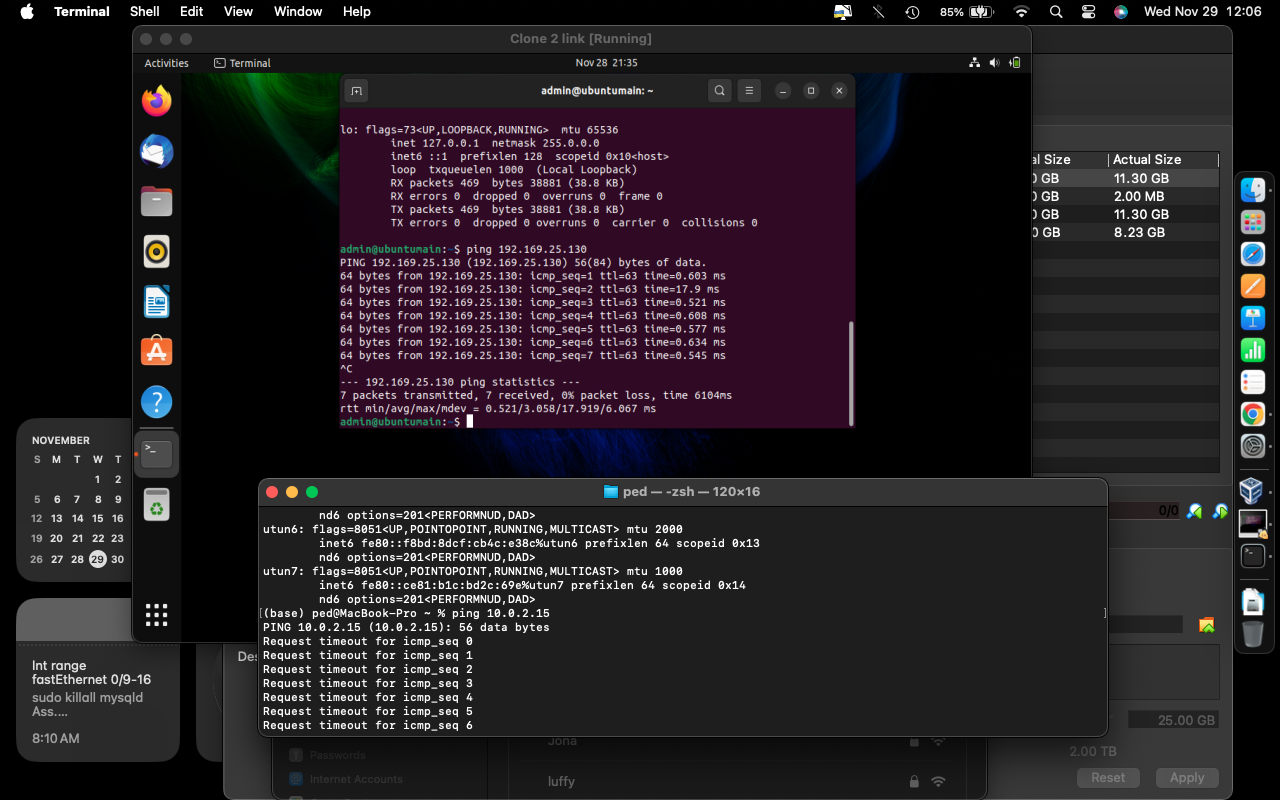 Terminal Shell Edit View Window Help 85% Wed Nov 29 12:06
Clone 2 link [Running]
Activities Terminal Nov 28 21:35
admin@ubuntumain: ~
lo: flags=73<UP,LOOPBACK,RUNNING> mtu 65536
inet 127.0.0.1 netmask 255.0.0.0
inet6 ::1 prefixlen 128 scopeid 0x10<host>
loop txqueuelen 1000 (Local Loopback)
RX packets 469 bytes 38881 (38.8 KB)
RX errors 0 dropped 0 overruns 0 frame 0
TX packets 469 bytes 38881 (38.8 KB)
TX errors 0 dropped 0 overruns 0 carrier 0 collisions 0
admin@ubuntumain:~$ ping 192.169.25.130
PING 192.169.25.130 (192.169.25.130) 56(84) bytes of data.
64 bytes from 192.169.25.130: icmp_seq=1 ttl=63 time=0.603 ms
64 bytes from 192.169.25.130: icmp_seq=2 ttl=63 time=17.9 ms
64 bytes from 192.169.25.130: icmp_seq=3 ttl=63 time=0.521 ms
64 bytes from 192.169.25.130: icmp_seq=4 ttl=63 time=0.608 ms
64 bytes from 192.169.25.130: icmp_seq=5 ttl=63 time=0.577 ms
64 bytes from 192.169.25.130: icmp_seq=6 ttl=63 time=0.634 ms
64 bytes from 192.169.25.130: icmp_seq=7 ttl=63 time=0.545 ms
^C
--- 192.169.25.130 ping statistics ---
7 packets transmitted, 7 received, 0% packet loss, time 6104ms
rtt min/avg/max/mdev = 0.521/3.058/17.919/6.067 ms
admin@ubuntumain:~$
al Size Actual Size
0 GB 11.30 GB
0 GB 2.00 MB
0 GB 11.30 GB
0 GB 8.23 GB
0/0
NOVEMBER
S M T W T
1 2
5 6 7 8 9
12 13 14 15 16
19 20 21 22 23
26 27 28 29 30
Int range
fastEthernet 0/9-16
sudo killall mysqld
Ass....
8:10 AM
ped — -zsh — 120×16
nd6 options=201<PERFORMNUD,DAD>
utun6: flags=8051<UP,POINTOPOINT,RUNNING,MULTICAST> mtu 2000
inet6 fe80::f8bd:8dcf:cb4c:e38c%utun6 prefixlen 64 scopeid 0x13
nd6 options=201<PERFORMNUD,DAD>
utun7: flags=8051<UP,POINTOPOINT,RUNNING,MULTICAST> mtu 1000
inet6 fe80::ce81:b1c:bd2c:69e%utun7 prefixlen 64 scopeid 0x14
nd6 options=201<PERFORMNUD,DAD>
[(base) ped@MacBook-Pro ~ % ping 10.0.2.15 ]
PING 10.0.2.15 (10.0.2.15): 56 data bytes
Request timeout for icmp_seq 0
Request timeout for icmp_seq 1
Request timeout for icmp_seq 2
Request timeout for icmp_seq 3
Request timeout for icmp_seq 4
Request timeout for icmp_seq 5
Request timeout for icmp_seq 6
Des
25.00 GB
2.00 TB
Reset Apply
Passwords
Internet Accounts
Jona
luffy